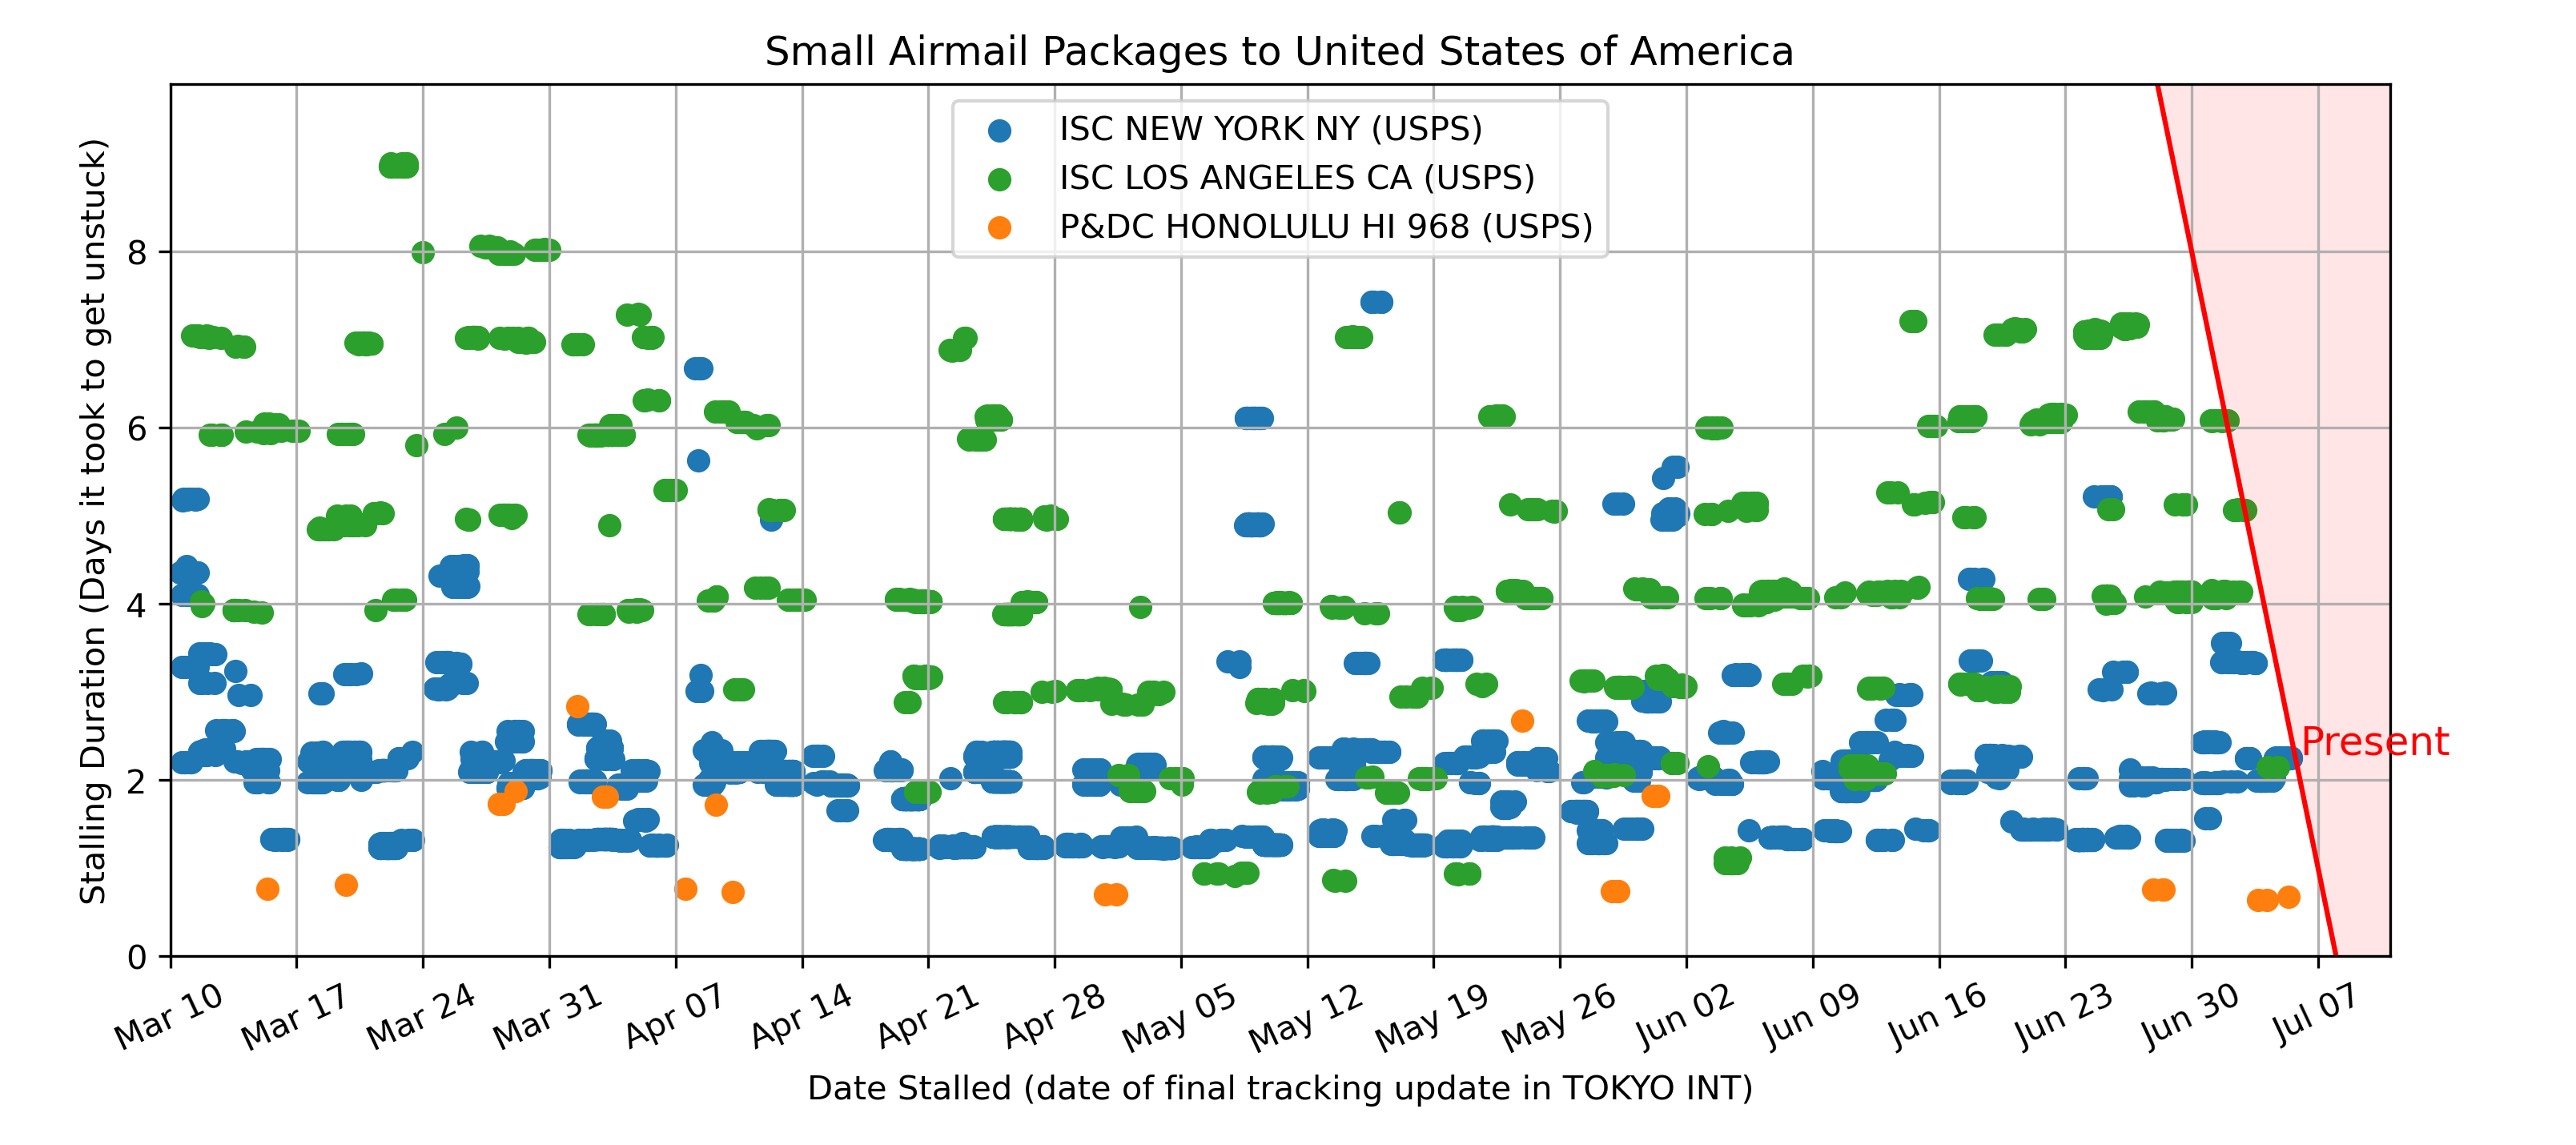 Small Airmail Packages to United States of America
ISC NEW YORK NY (USPS)
ISC LOS ANGELES CA (USPS)
P&DC HONOLULU HI 968 (USPS)
Stalling Duration (Days it took to get unstuck)
8
6
4
2
0
Present
Mar 10
Mar 17
Mar 24
Mar 31
Apr 07
Apr 14
Apr 21
Apr 28
May 05
May 12
May 19
May 26
Jun 02
Jun 09
Jun 16
Jun 23
Jun 30
Jul 07
Date Stalled (date of final tracking update in TOKYO INT)